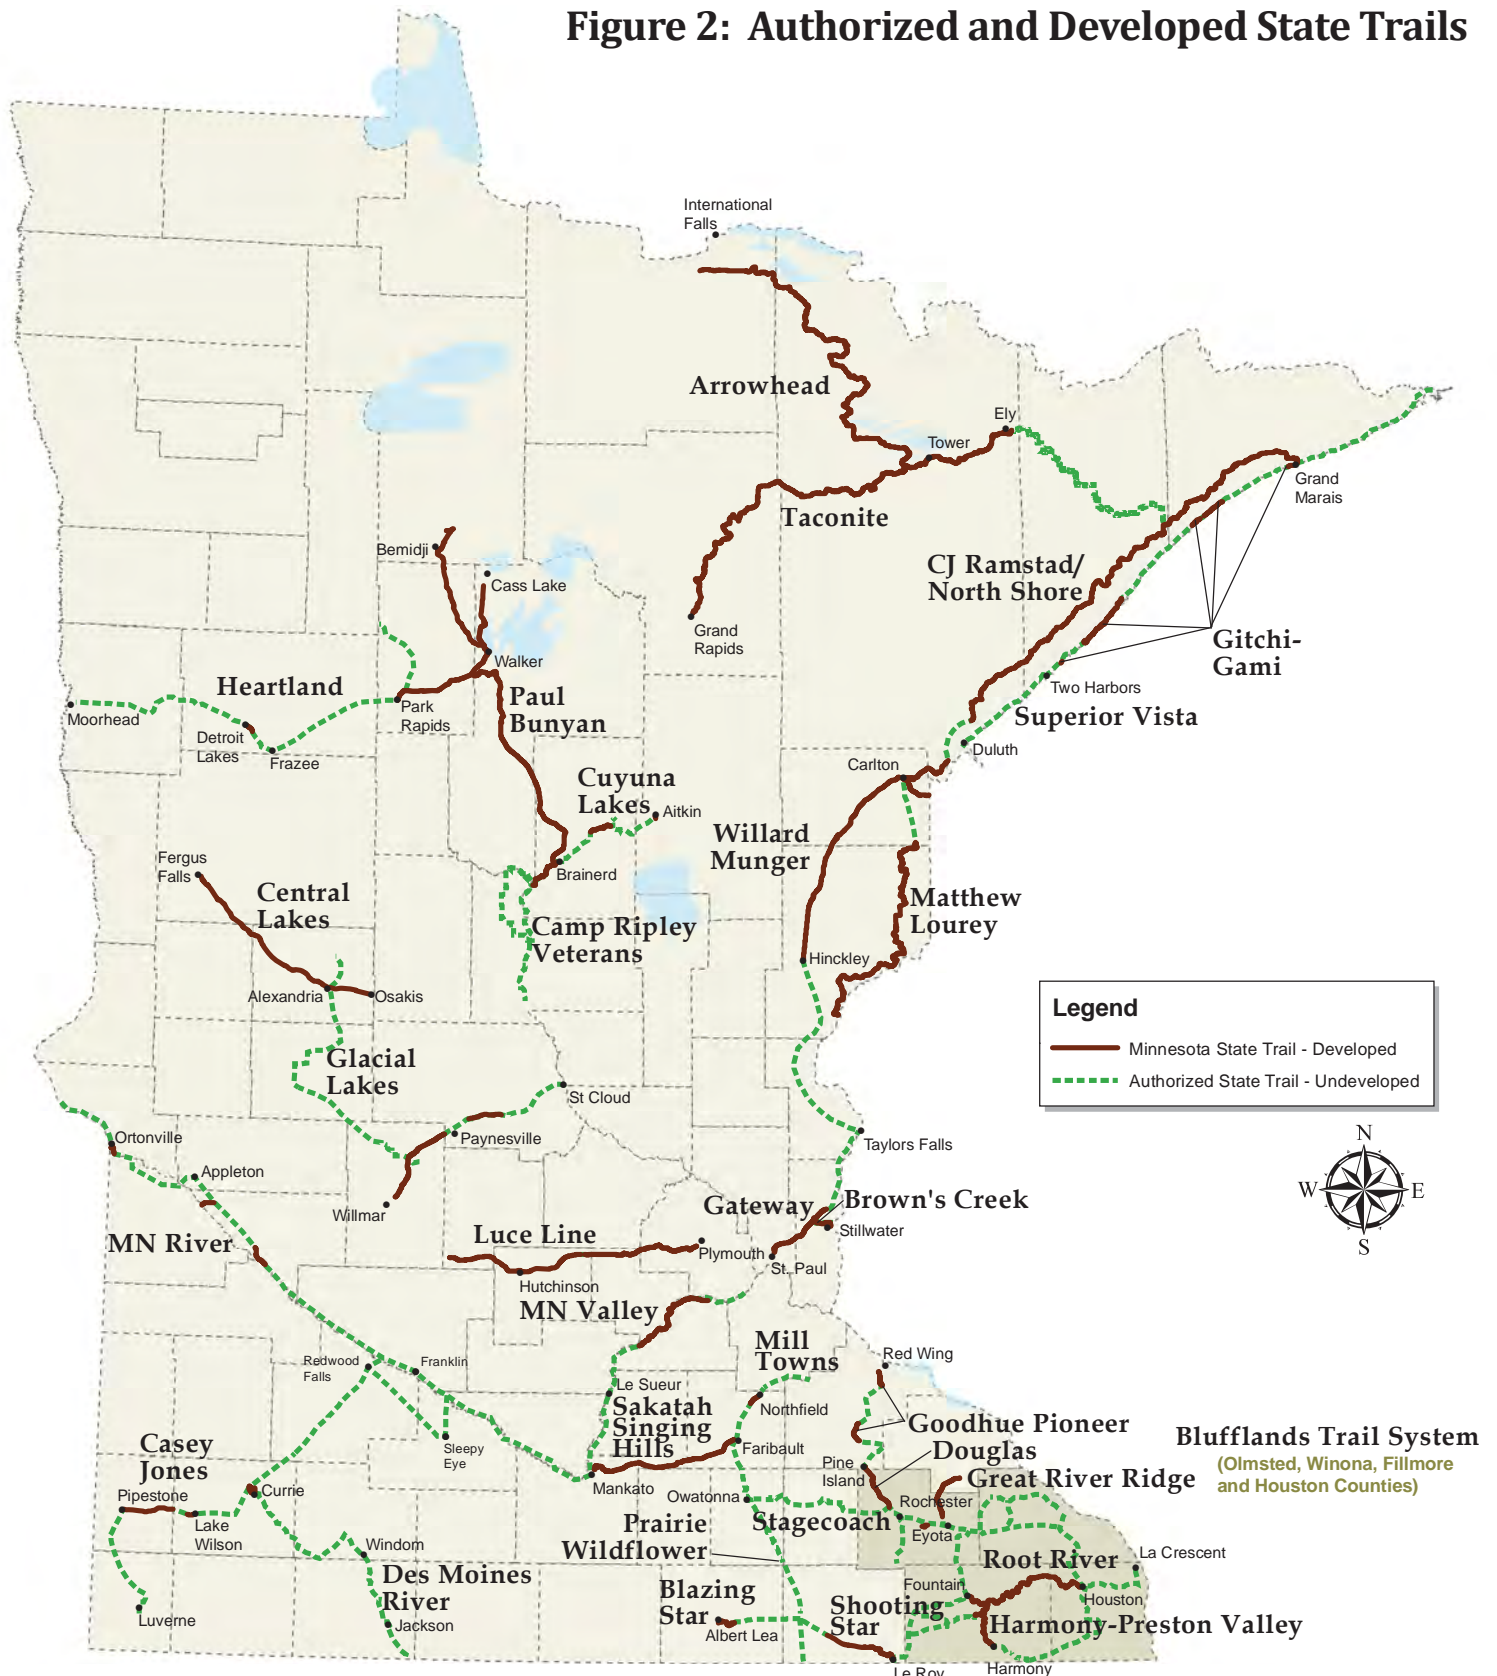 Figure 2: Authorized and Developed State Trails
International
Falls
Arrowhead
Ely
Tower
Grand
Marais
Taconite
Bemidji
Cass Lake
CJ Ramstad/
North Shore
Grand
Rapids
Gitchi-
Gami
Walker
Heartland
Paul
Bunyan
Park
Rapids
Moorhead
Detroit
Lakes
Frazee
Two Harbors
Superior Vista
Duluth
Carlton
Cuyuna
Lakes
Aitkin
Willard
Munger
Brainerd
Fergus
Falls
Central
Lakes
Matthew
Lourey
Camp Ripley
Veterans
Hinckley
Alexandria
Osakis
Legend
Minnesota State Trail - Developed
Authorized State Trail - Undeveloped
Glacial
Lakes
St Cloud
Ortonville
Paynesville
Taylors Falls
N
W
E
S
Appleton
Willmar
Gateway
Brown's Creek
Stillwater
MN River
Luce Line
Plymouth
St. Paul
Hutchinson
MN Valley
Mill
Towns
Red Wing
Redwood
Falls
Franklin
Le Sueur
Northfield
Sakatah
Singing
Hills
Goodhue Pioneer
Douglas
Blufflands Trail System
(Olmsted, Winona, Fillmore
and Houston Counties)
Casey
Jones
Sleepy
Eye
Faribault
Pine
Island
Great River Ridge
Pipestone
Currie
Mankato
Owatonna
Rochester
Lake
Wilson
Prairie
Wildflower
Stagecoach
Eyota
Windom
Root River
La Crescent
Des Moines
River
Blazing
Star
Fountain
Houston
Shooting
Star
Luverne
Jackson
Albert Lea
Harmony-Preston Valley
Le Roy
Harmony